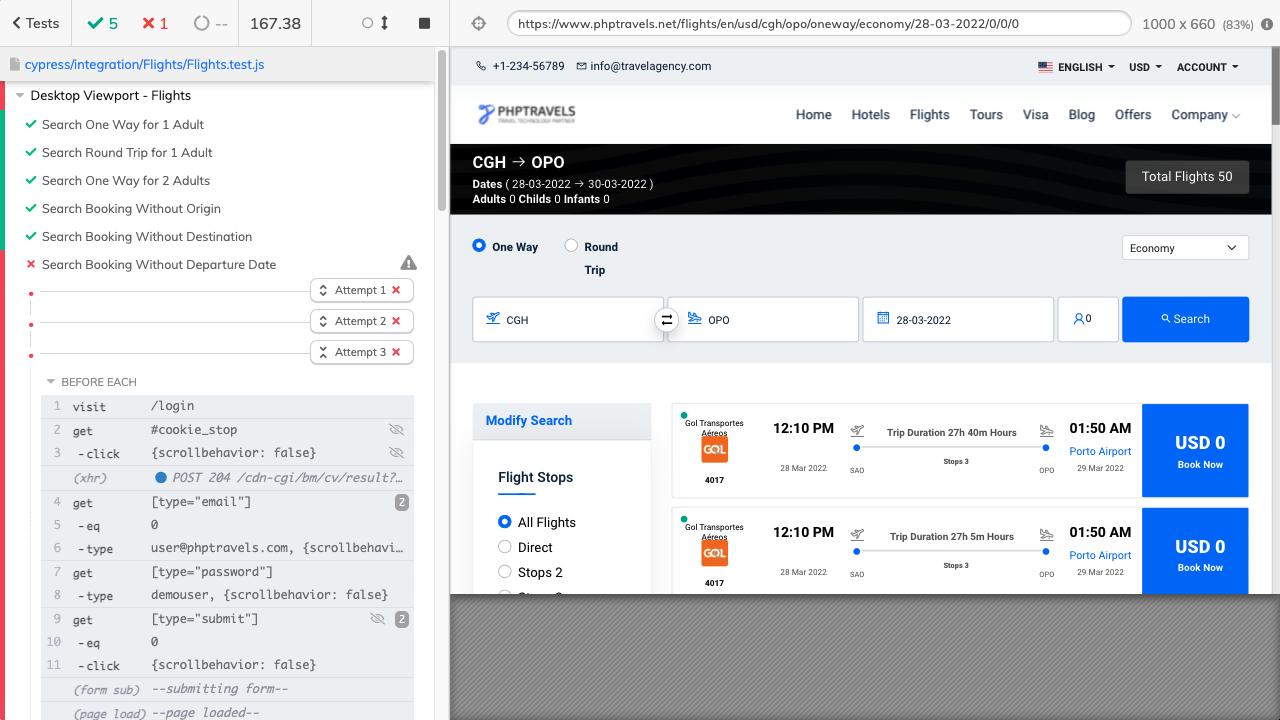 Tests
5
1
--
167.38
https://www.phptravels.net/flights/en/usd/cgh/opo/oneway/economy/28-03-2022/0/0/0
1000 x 660 (83%)
cypress/integration/Flights/Flights.test.js
Desktop Viewport - Flights
Search One Way for 1 Adult
Search Round Trip for 1 Adult
Search One Way for 2 Adults
Search Booking Without Origin
Search Booking Without Destination
Search Booking Without Departure Date
Attempt 1
Attempt 2
Attempt 3
BEFORE EACH
1 visit /login
2 get #cookie_stop
3 -click {scrollbehavior: false}
(xhr) POST 204 /cdn-cgi/bm/cv/result?…
4 get [type="email"] 2
5 -eq 0
6 -type user@phptravels.com, {scrollbehavi…
7 get [type="password"]
8 -type demouser, {scrollbehavior: false}
9 get [type="submit"] 2
10 -eq 0
11 -click {scrollbehavior: false}
(form sub) --submitting form--
(page load) --page loaded--
+1-234-56789 info@travelagency.com
ENGLISH USD ACCOUNT
PHPTRAVELS
TRAVEL TECHNOLOGY PARTNER
Home Hotels Flights Tours Visa Blog Offers Company
CGH → OPO
Dates ( 28-03-2022 → 30-03-2022 )
Adults 0 Childs 0 Infants 0
Total Flights 50
One Way
Round
Trip
Economy
CGH
OPO
28-03-2022
0
Search
Modify Search
Flight Stops
All Flights
Direct
Stops 2
Gol Transportes
Aéreos
GOL
4017
12:10 PM
28 Mar 2022
Trip Duration 27h 40m Hours
Stops 3
SAO
OPO
01:50 AM
Porto Airport
29 Mar 2022
USD 0
Book Now
Gol Transportes
Aéreos
GOL
4017
12:10 PM
28 Mar 2022
Trip Duration 27h 5m Hours
Stops 3
SAO
OPO
01:50 AM
Porto Airport
29 Mar 2022
USD 0
Book Now